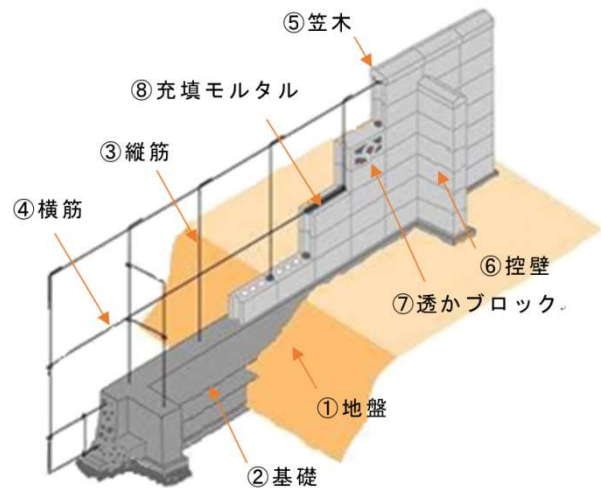 ⑤笠木
⑧充填モルタル
③縦筋
④横筋
⑥控壁
⑦透かブロック
①地盤
②基礎